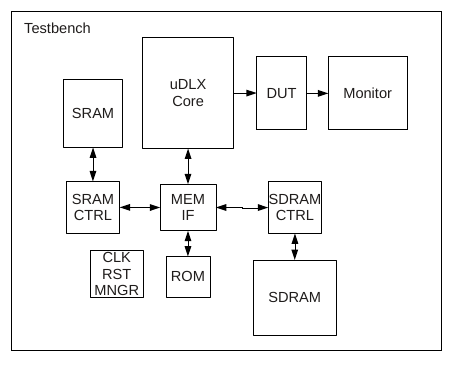 Testbench
uDLX
Core
DUT
Monitor
SRAM
SRAM
CTRL
MEM
IF
SDRAM
CTRL
CLK
RST
MNGR
ROM
SDRAM